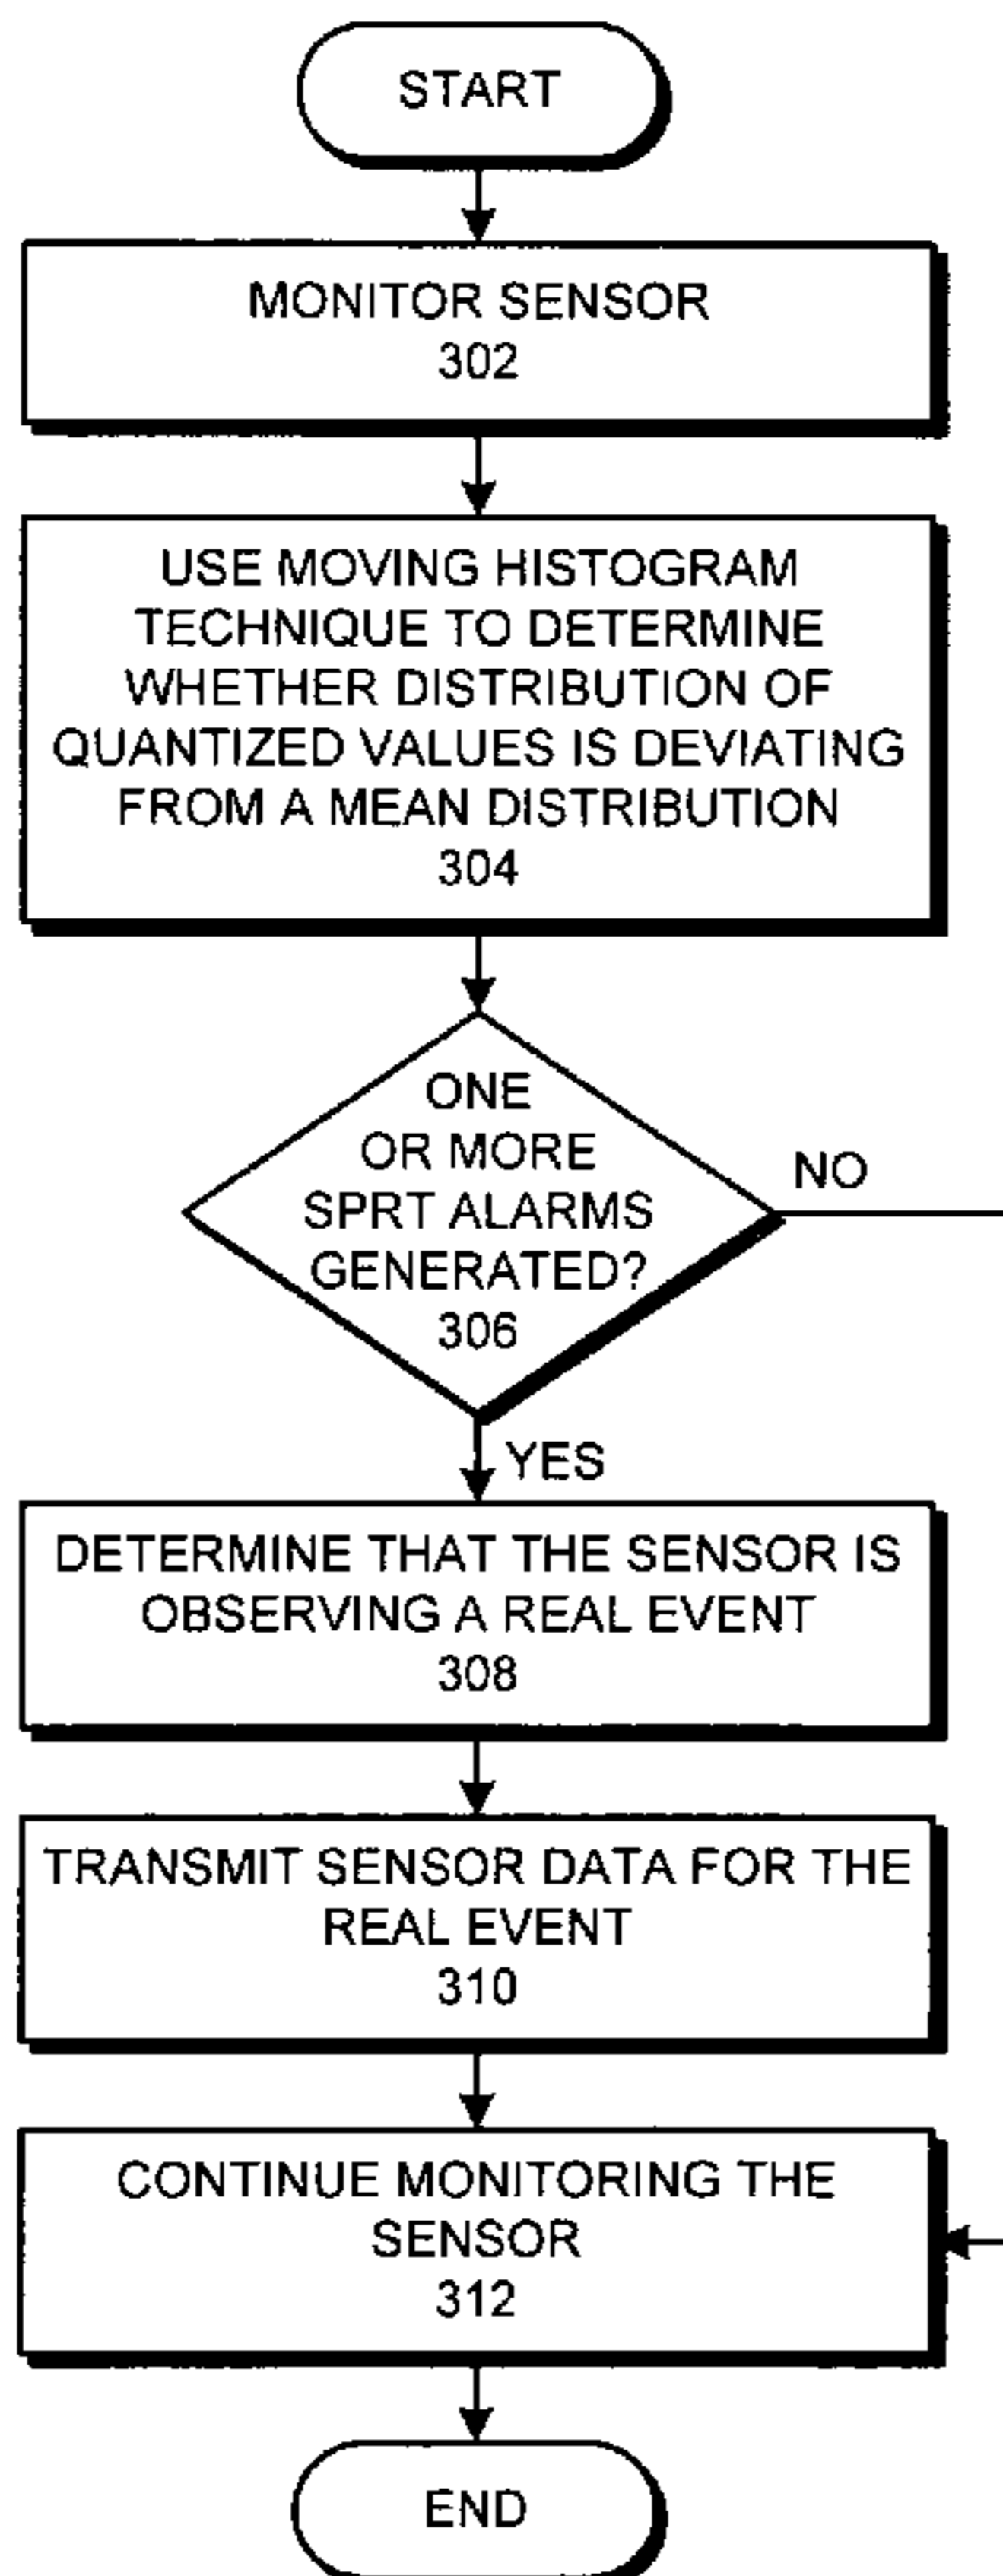 START
MONITOR SENSOR
302
USE MOVING HISTOGRAM
TECHNIQUE TO DETERMINE
WHETHER DISTRIBUTION OF
QUANTIZED VALUES IS DEVIATING
FROM A MEAN DISTRIBUTION
304
ONE
OR MORE
SPRT ALARMS
GENERATED?
306
NO
YES
DETERMINE THAT THE SENSOR IS
OBSERVING A REAL EVENT
308
TRANSMIT SENSOR DATA FOR THE
REAL EVENT
310
CONTINUE MONITORING THE
SENSOR
312
END